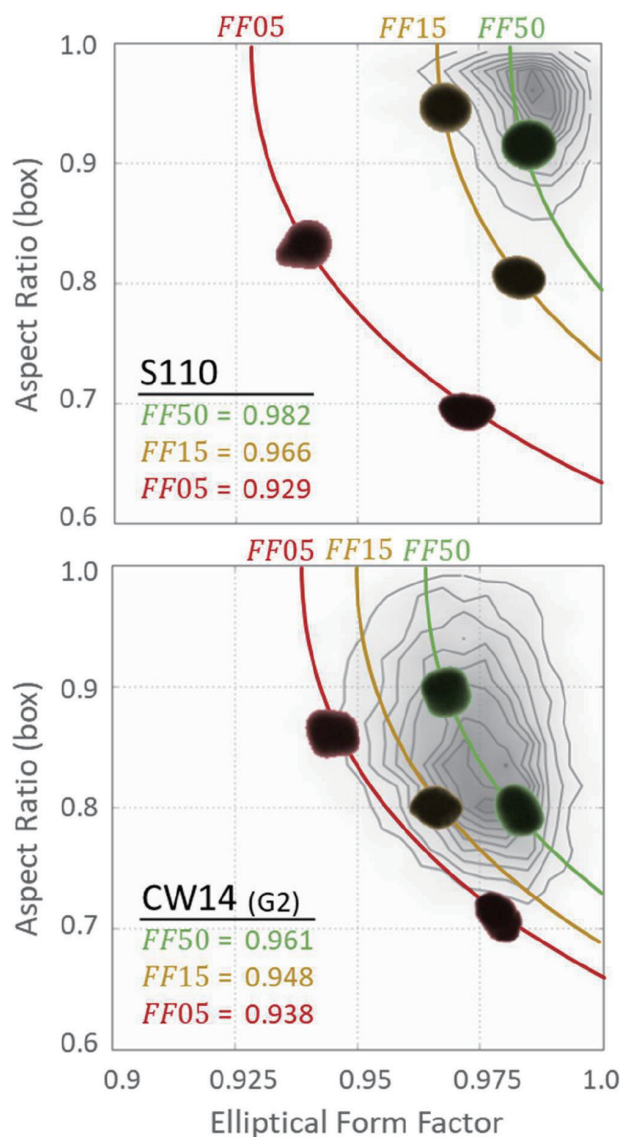 FF05 FF15 FF50
1.0
0.9
0.8
0.7
0.6
Aspect Ratio (box)
S110
FF50 = 0.982
FF15 = 0.966
FF05 = 0.929
FF05 FF15 FF50
1.0
0.9
0.8
0.7
0.6
Aspect Ratio (box)
CW14 (G2)
FF50 = 0.961
FF15 = 0.948
FF05 = 0.938
0.9 0.925 0.95 0.975 1.0
Elliptical Form Factor